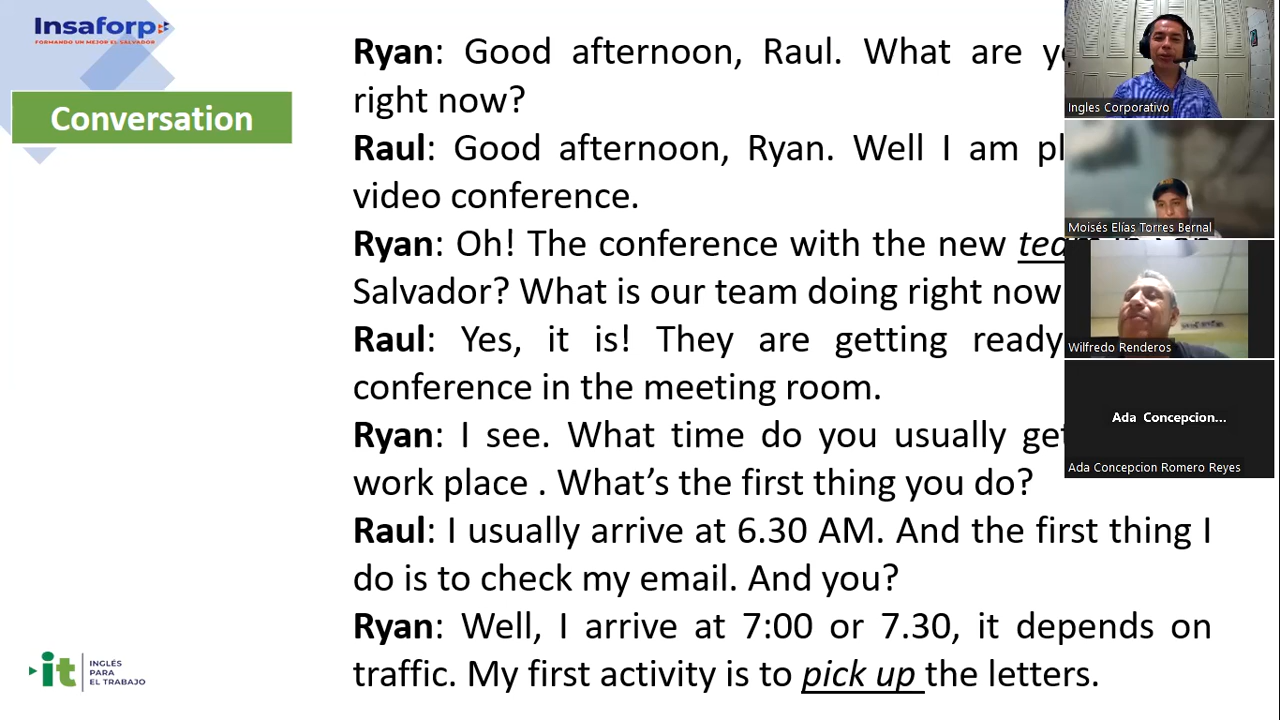 Insaforp
FORMANDO UN MEJOR EL SALVADOR
Conversation
Ryan: Good afternoon, Raul. What are
right now?
Raul: Good afternoon, Ryan. Well I am
video conference.
Ryan: Oh! The conference with the new team in San
Salvador? What is our team doing right now
Raul: Yes, it is! They are getting ready
conference in the meeting room.
Ryan: I see. What time do you usually
work place . What's the first thing you do?
Raul: I usually arrive at 6.30 AM. And the first thing I
do is to check my email. And you?
Ryan: Well, I arrive at 7:00 or 7.30, it depends on
traffic. My first activity is to pick up the letters.
it INGLÉS
PARA
EL TRABAJO
Ingles Corporativo
Moisés Elías Torres Bernal
Wilfredo Renderos
Ada Concepcion...
Ada Concepcion Romero Reyes